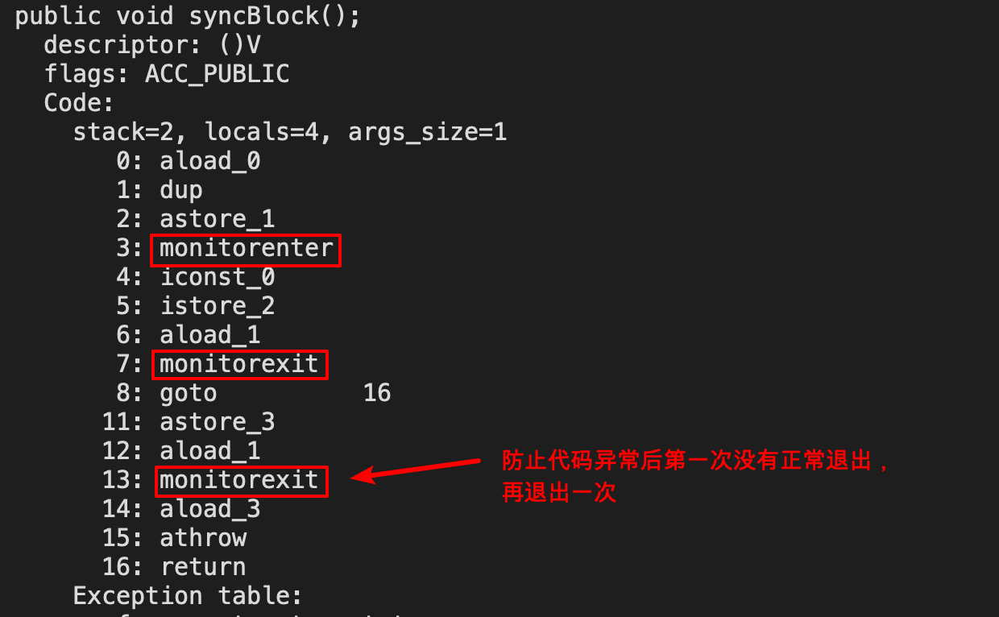 public void syncBlock();
descriptor: ()V
flags: ACC_PUBLIC
Code:
stack=2, locals=4, args_size=1
0: aload_0
1: dup
2: astore_1
3: monitorenter
4: iconst_0
5: istore_2
6: aload_1
7: monitorexit
8: goto 16
11: astore_3
12: aload_1
13: monitorexit
14: aload_3
15: athrow
16: return
Exception table:
防止代码异常后第一次没有正常退出，
再退出一次